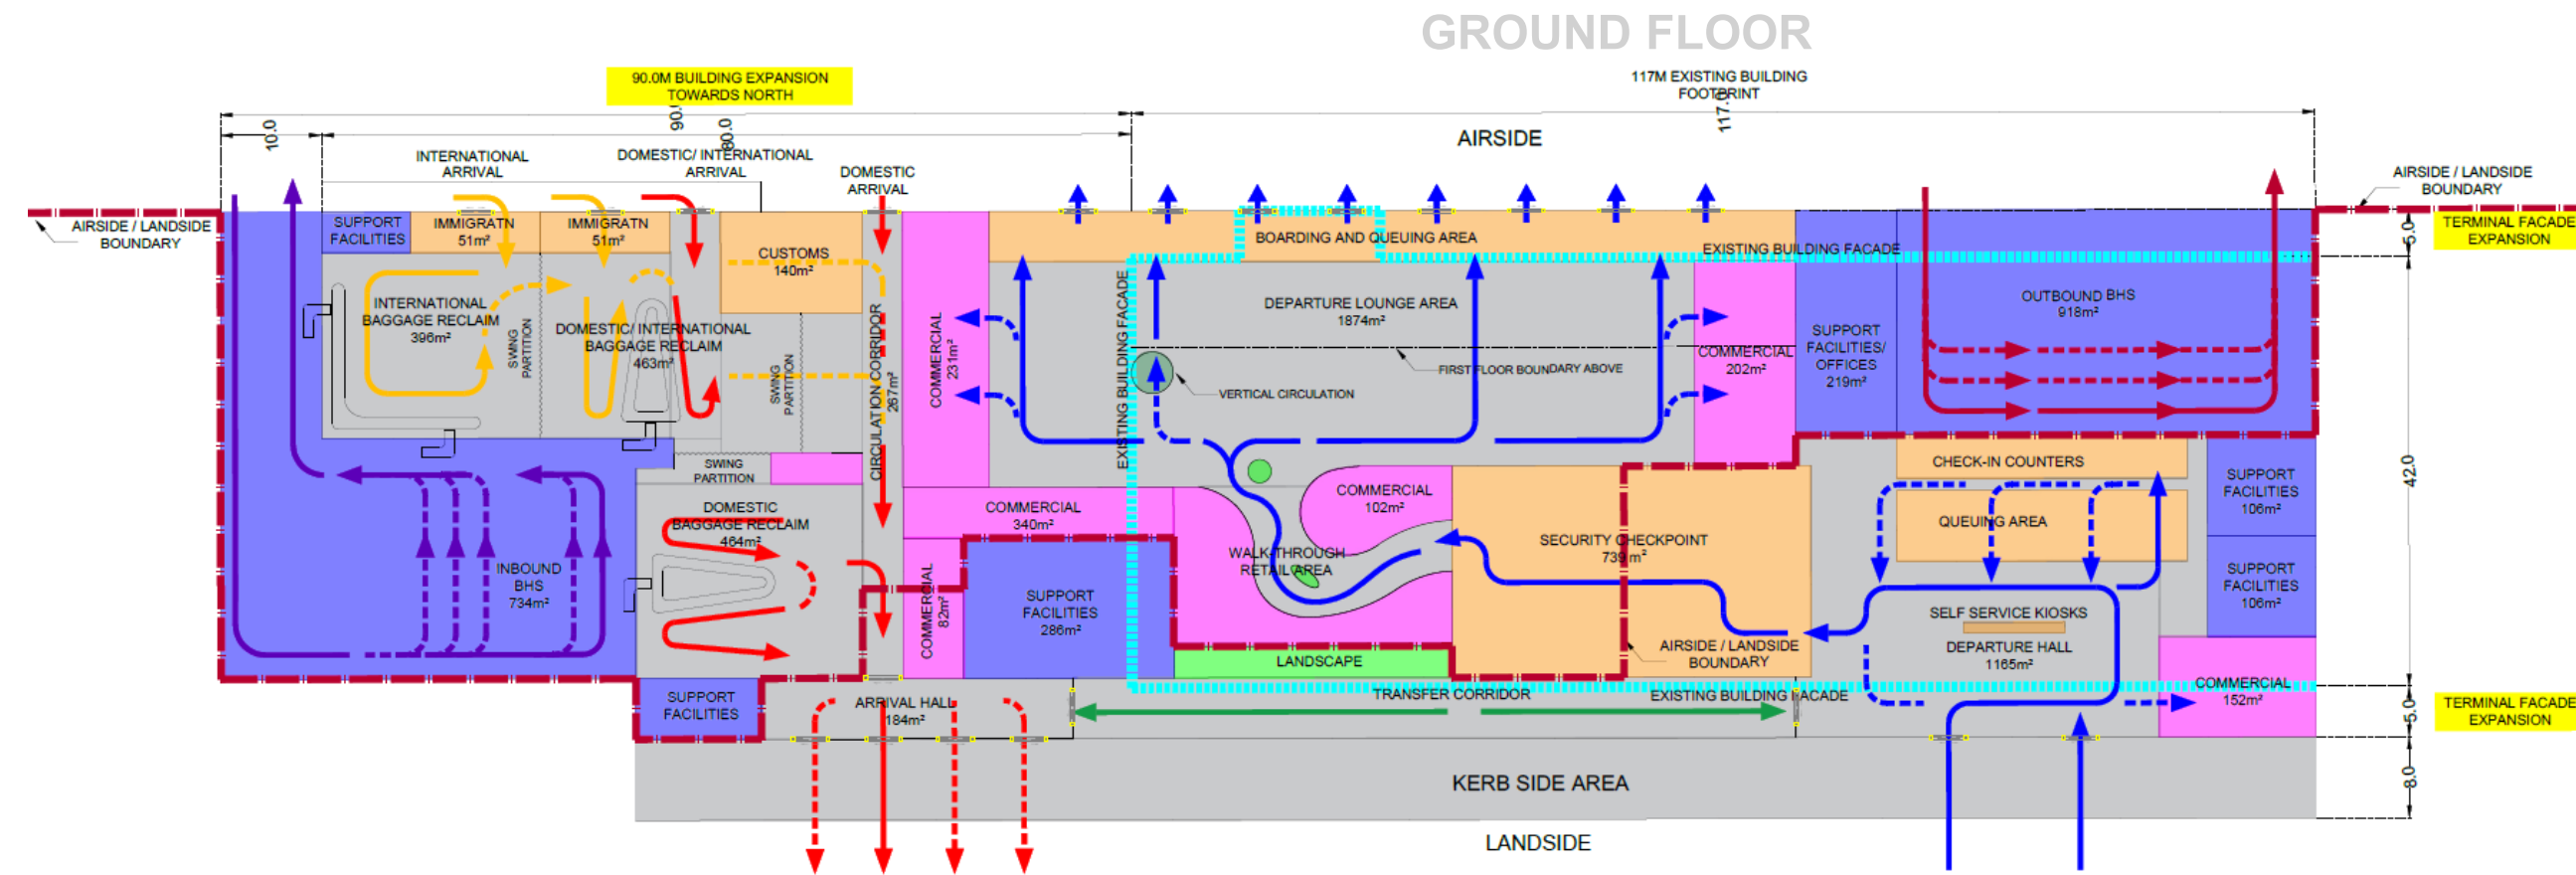 GROUND FLOOR
90.0M BUILDING EXPANSION
TOWARDS NORTH
117M EXISTING BUILDING
FOOTPRINT
90.0
117.0
10.0
80.0
AIRSIDE
INTERNATIONAL
ARRIVAL
DOMESTIC/ INTERNATIONAL
ARRIVAL
DOMESTIC
ARRIVAL
AIRSIDE / LANDSIDE
BOUNDARY
AIRSIDE / LANDSIDE
BOUNDARY
TERMINAL FACADE
EXPANSION
5.0
SUPPORT
FACILITIES
IMMIGRATN
51m²
IMMIGRATN
51m²
CUSTOMS
140m²
BOARDING AND QUEUING AREA
EXISTING BUILDING FACADE
INTERNATIONAL
BAGGAGE RECLAIM
396m²
SWING
PARTITION
DOMESTIC/ INTERNATIONAL
BAGGAGE RECLAIM
463m²
SWING
PARTITION
CIRCULATION CORRIDOR
267m²
COMMERCIAL
231m²
EXISTING BUILDING FACADE
DEPARTURE LOUNGE AREA
1874m²
FIRST FLOOR BOUNDARY ABOVE
VERTICAL CIRCULATION
COMMERCIAL
202m²
SUPPORT
FACILITIES/
OFFICES
219m²
OUTBOUND BHS
918m²
SWING
PARTITION
DOMESTIC
BAGGAGE RECLAIM
464m²
INBOUND
BHS
734m²
COMMERCIAL
340m²
COMMERCIAL
82m²
SUPPORT
FACILITIES
286m²
COMMERCIAL
102m²
WALK-THROUGH
RETAIL AREA
SECURITY CHECKPOINT
739 m²
CHECK-IN COUNTERS
QUEUING AREA
SUPPORT
FACILITIES
106m²
SUPPORT
FACILITIES
106m²
42.0
SELF SERVICE KIOSKS
DEPARTURE HALL
1165m²
AIRSIDE / LANDSIDE
BOUNDARY
LANDSCAPE
SUPPORT
FACILITIES
ARRIVAL HALL
184m²
TRANSFER CORRIDOR
EXISTING BUILDING FACADE
COMMERCIAL
152m²
5.0
TERMINAL FACADE
EXPANSION
KERB SIDE AREA
8.0
LANDSIDE